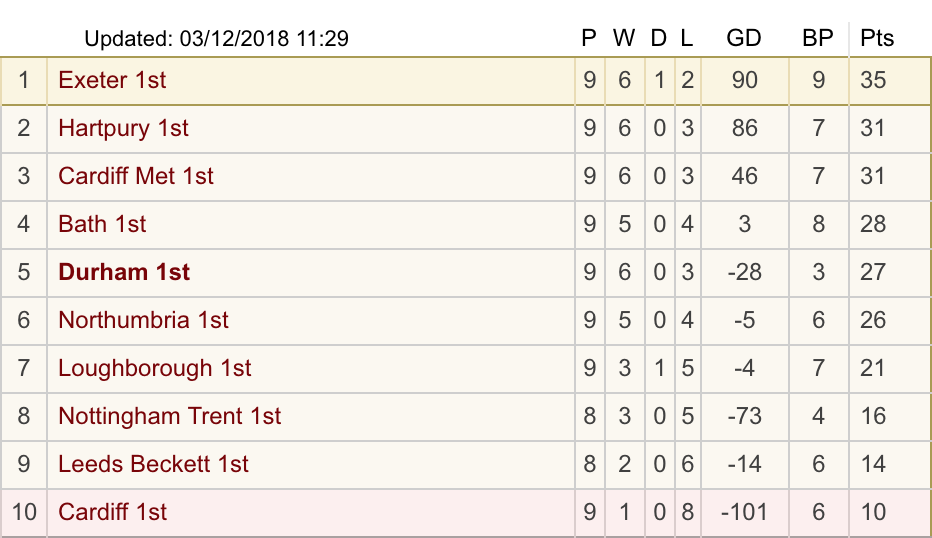 Updated: 03/12/2018 11:29 P W D L GD BP Pts
1 Exeter 1st 9 6 1 2 90 9 35
2 Hartpury 1st 9 6 0 3 86 7 31
3 Cardiff Met 1st 9 6 0 3 46 7 31
4 Bath 1st 9 5 0 4 3 8 28
5 Durham 1st 9 6 0 3 -28 3 27
6 Northumbria 1st 9 5 0 4 -5 6 26
7 Loughborough 1st 9 3 1 5 -4 7 21
8 Nottingham Trent 1st 8 3 0 5 -73 4 16
9 Leeds Beckett 1st 8 2 0 6 -14 6 14
10 Cardiff 1st 9 1 0 8 -101 6 10